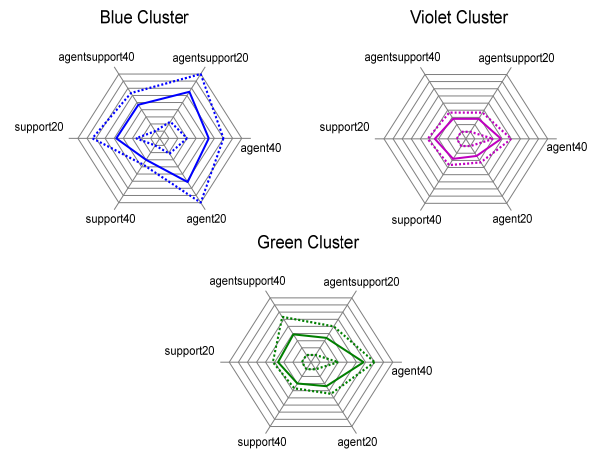 Blue Cluster
agentsupport40
agentsupport20
support20
agent40
support40
agent20
Violet Cluster
agentsupport40
agentsupport20
support20
agent40
support40
agent20
Green Cluster
agentsupport40
agentsupport20
support20
agent40
support40
agent20